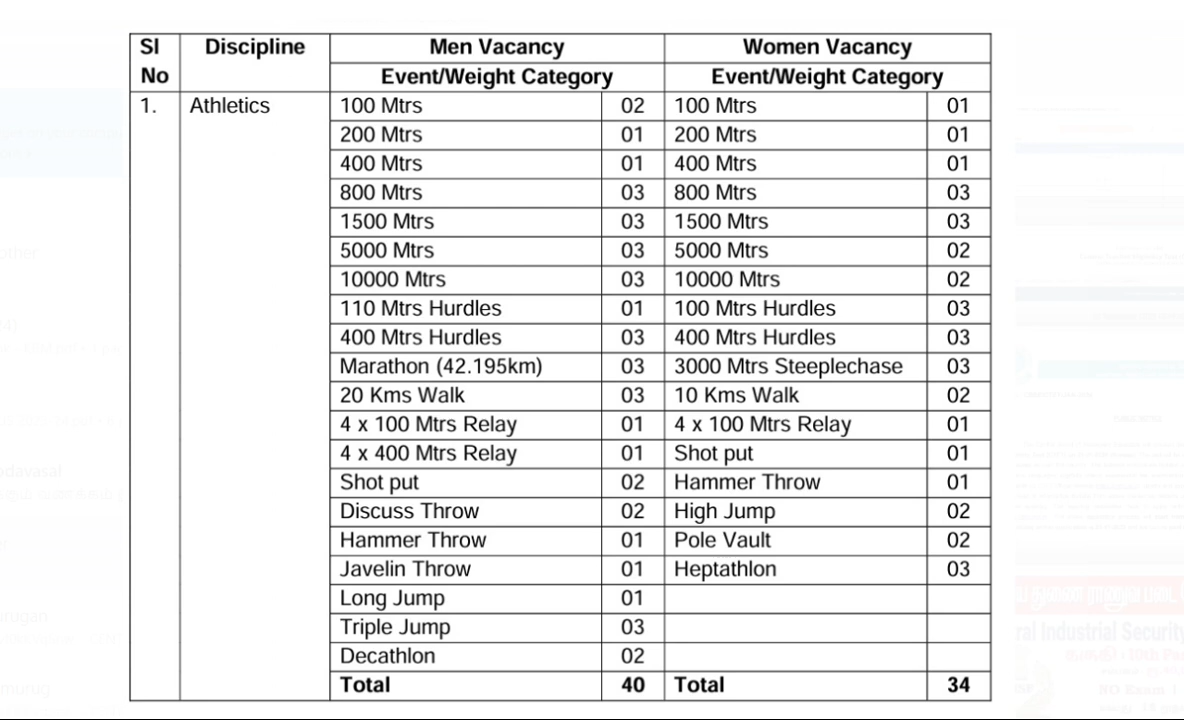 Sl No Discipline Men Vacancy Women Vacancy
Event/Weight Category Event/Weight Category
1. Athletics 100 Mtrs 02 100 Mtrs 01
200 Mtrs 01 200 Mtrs 01
400 Mtrs 01 400 Mtrs 01
800 Mtrs 03 800 Mtrs 03
1500 Mtrs 03 1500 Mtrs 03
5000 Mtrs 03 5000 Mtrs 02
10000 Mtrs 03 10000 Mtrs 02
110 Mtrs Hurdles 01 100 Mtrs Hurdles 03
400 Mtrs Hurdles 03 400 Mtrs Hurdles 03
Marathon (42.195km) 03 3000 Mtrs Steeplechase 03
20 Kms Walk 03 10 Kms Walk 02
4 x 100 Mtrs Relay 01 4 x 100 Mtrs Relay 01
4 x 400 Mtrs Relay 01 Shot put 01
Shot put 02 Hammer Throw 01
Discuss Throw 02 High Jump 02
Hammer Throw 01 Pole Vault 02
Javelin Throw 01 Heptathlon 03
Long Jump 01
Triple Jump 03
Decathlon 02
Total 40 Total 34
ral Industrial Security